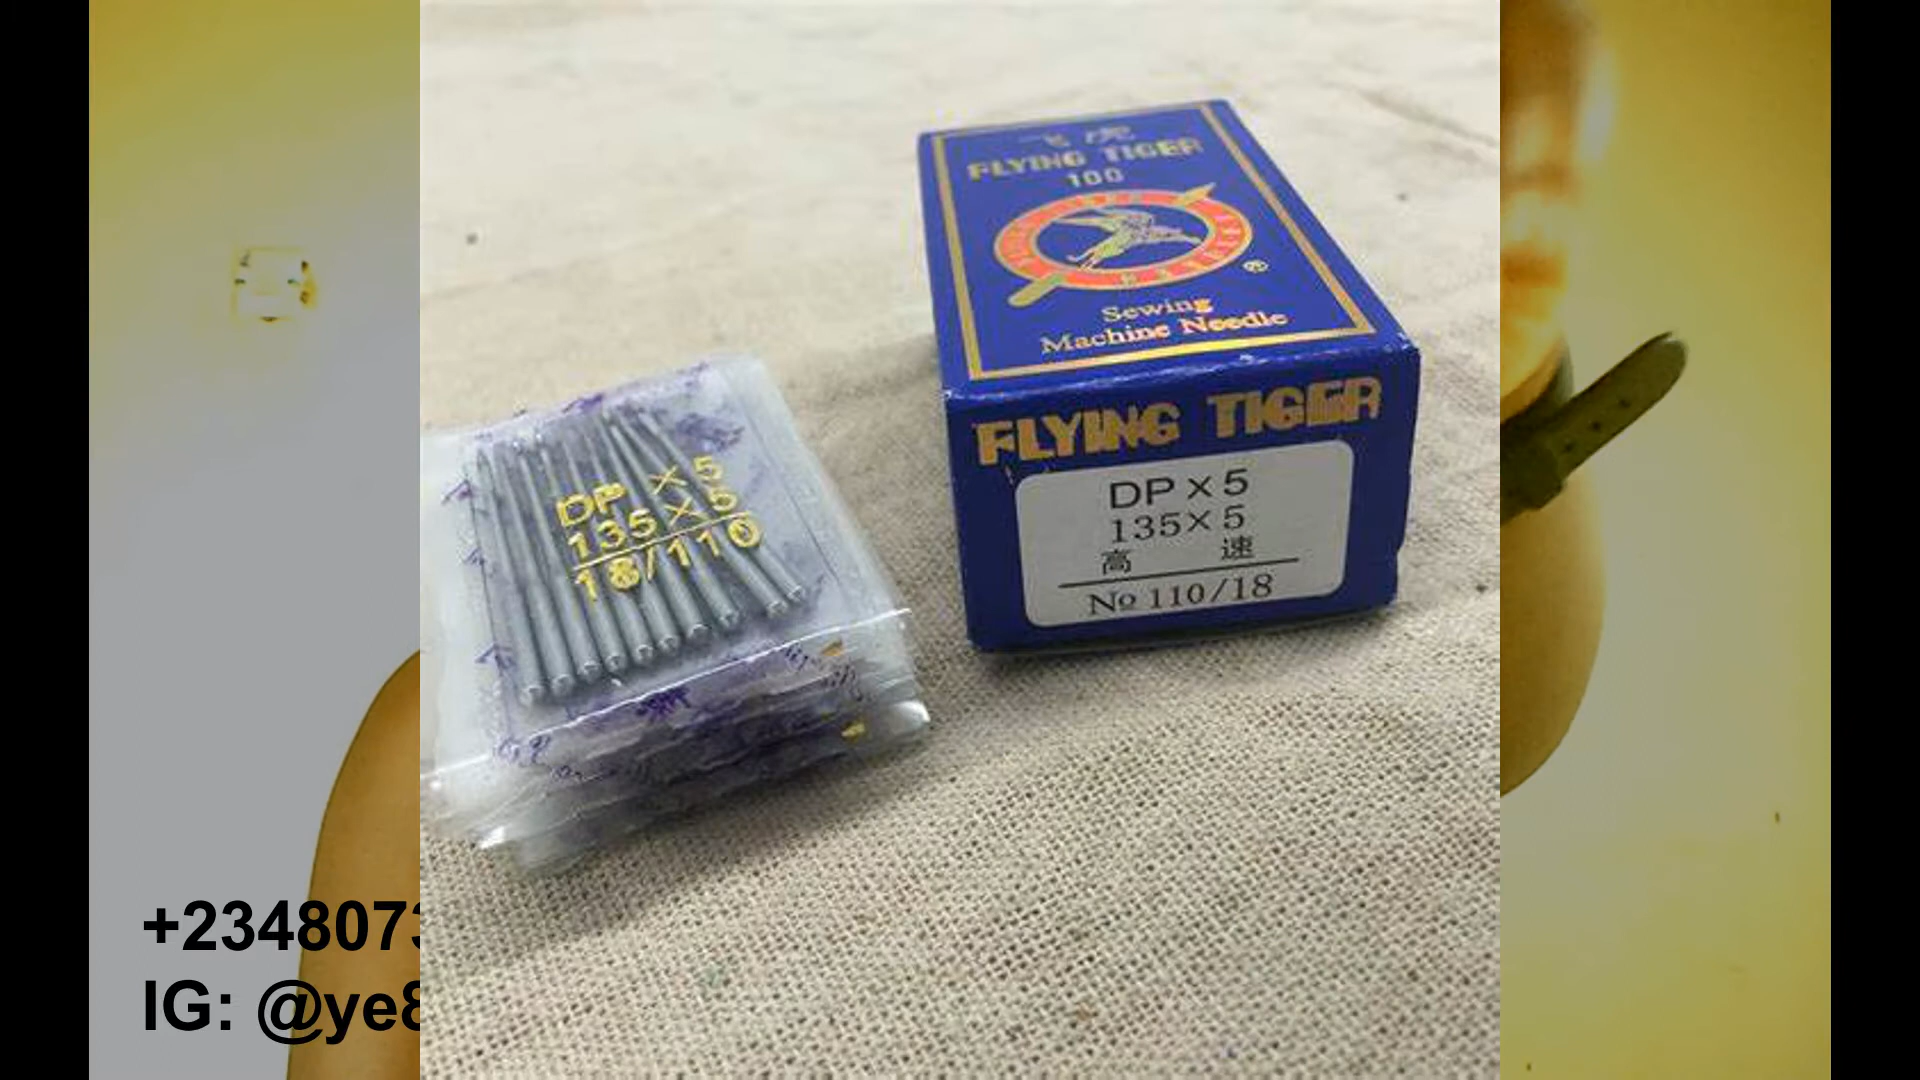 飞虎
FLYING TIGER
100
Sewing
Machine Needle
FLYING TIGER
DP × 5
135 × 5
高 速
№ 110/18
DP × 5
135 × 5
18/110
+234807
IG: @ye8